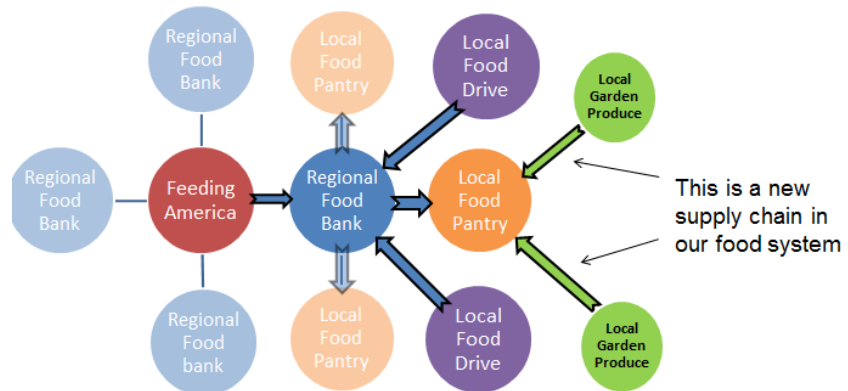 Regional
Food
Bank
Local
Food
Pantry
Local
Food
Drive
Local
Garden
Produce
Regional
Food
Bank
Feeding
America
Regional
Food
Bank
Local
Food
Pantry
This is a new
supply chain in
our food system
Regional
Food
bank
Local
Food
Pantry
Local
Food
Drive
Local
Garden
Produce